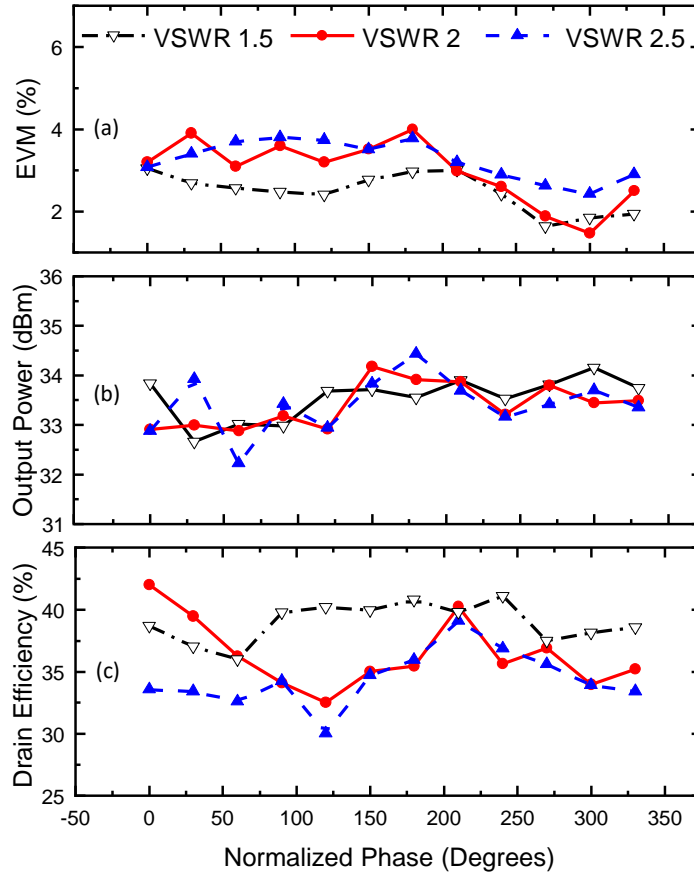 VSWR 1.5 VSWR 2 VSWR 2.5
6
4
2
EVM (%)
(a)
36
35
34
33
32
31
Output Power (dBm)
(b)
45
40
35
30
25
Drain Efficiency (%)
(c)
-50 0 50 100 150 200 250 300 350
Normalized Phase (Degrees)